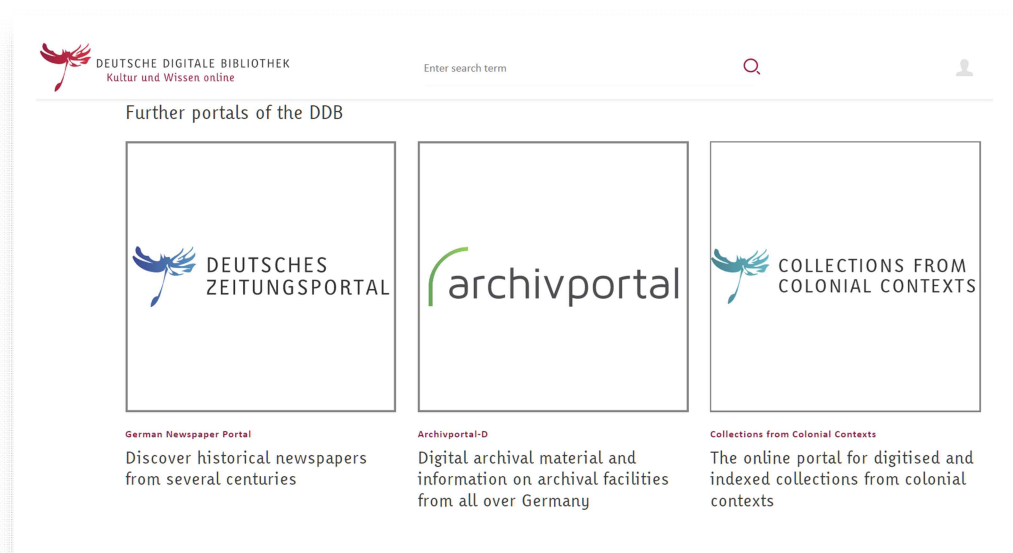 DEUTSCHE DIGITALE BIBLIOTHEK
Kultur und Wissen online
Enter search term
Further portals of the DDB
DEUTSCHES
ZEITUNGSPORTAL
archivportal
COLLECTIONS FROM
COLONIAL CONTEXTS
German Newspaper Portal
Discover historical newspapers
from several centuries
Archivportal-D
Digital archival material and
information on archival facilities
from all over Germany
Collections from Colonial Contexts
The online portal for digitised and
indexed collections from colonial
contexts